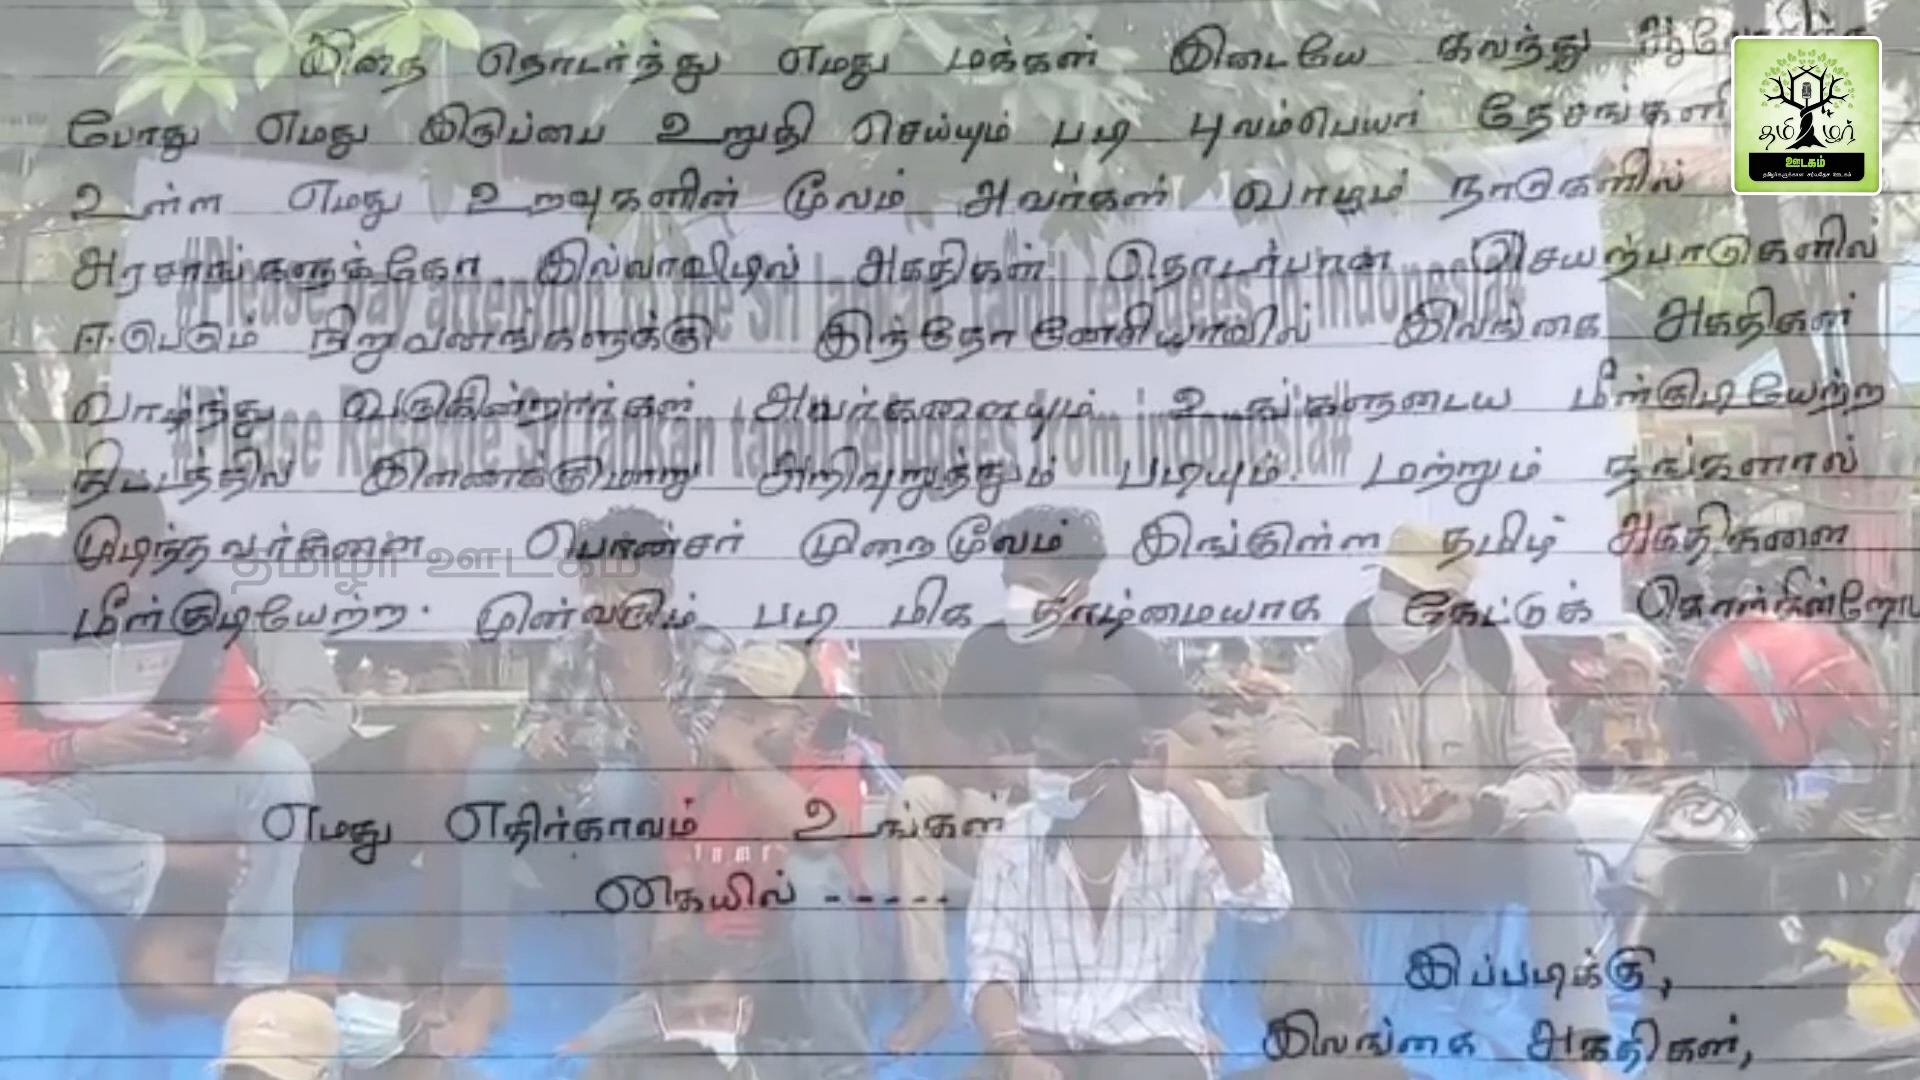 இதை தொடர்ந்து எமது மக்கள் இடையே கலந்து
போது எமது இருப்பை உறுதி செய்யும் படி புலம்பெயர்
உள்ள எமது உறவுகளின் மூலம் அவர்கள் வாழும் நாடுகளில்
அரசாங்களுக்கோ இல்லாவிடில் அகதிகள் தொடர்பான செயற்பாடுகளில்
ஈடுபடும் நிறுவனங்களுக்கு இந்தோணேசியாவில் இலங்கை அகதிகள்
வாழ்ந்து வருகின்றார்கள் அவர்களையும் உங்களுடைய மீள்குடியேற்ற
திட்டத்தில் இணைக்குமாறு அறிவுறுத்தும் படியும். மற்றும் தங்களால்
முடிந்தவர்களை பொன்சர் முறைமூலம் இங்குள்ள தமிழ் அகதிகளை
மீள்குடியேற்ற முன்வரும் படி மிக தாழ்மையாக கேட்டுக்
எமது எதிர்காலம் உங்கள்
கையில் -----
இப்படிக்கு,
இலங்கை அகதிகள்,
#Please pay attention to the Sri lankan tamil refugees in indonesia#
#Please Resettle Sri lankan tamil refugees from indonesia#
தமிழர் ஊடகம்
தமிழர்
ஊடகம்